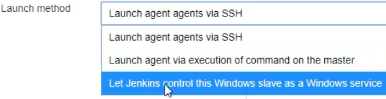 Launch method
Launch agent agents via SSH
Launch agent agents via SSH
Launch agent via execution of command on the master
Let Jenkins control this Windows slave as a Windows service